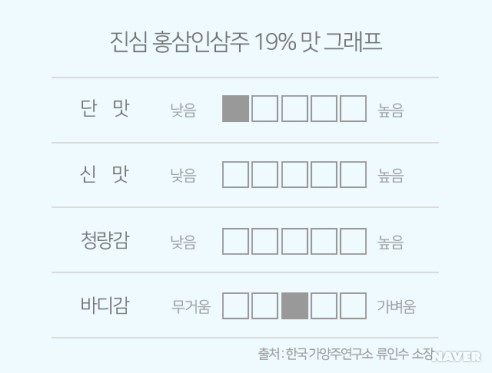 진심 홍삼인삼주 19% 맛 그래프
단 맛 낮음 높음
신 맛 낮음 높음
청량감 낮음 높음
바디감 무거움 가벼움
출처 : 한국가양주연구소 류인수 소장
NAVER